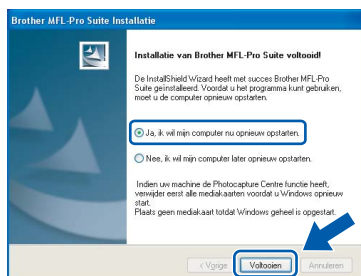 Brother MFL-Pro Suite Installatie
Installatie van Brother MFL-Pro Suite voltooid!
De InstallShield Wizard heeft met succes Brother MFL-Pro
Suite geïnstalleerd. Voordat u het programma kunt gebruiken,
moet u de computer opnieuw opstarten.
Ja, ik wil mijn computer nu opnieuw opstarten.
Nee, ik wil mijn computer later opnieuw opstarten.
Indien uw machine de Photocapture Centre functie heeft,
verwijder eerst alle mediakaarten voordat u Windows opnieuw
start.
Plaats geen mediakaart totdat Windows geheel is opgestart.
< Vorige
Voltooien
Annuleren